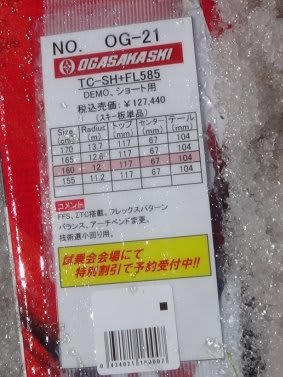 NO. OG-21
OGASAKA SKI
TC-SH+FL585
DEMO、ショート用
税込売価：￥127,440
(スキー板単品)
Size(cm) Radius(m) トップ(mm) センター(mm) テール(mm)
170 13.7 117 67 104
165 12.8 117 67 104
160 12 117 67 104
155 11.2 117 67 104
コメント
FFS、ZTC搭載。フレックスパターン
バランス、アーチベンド変更。
技術選小回り用。
試乗会会場にて
特別割引で予約受付中!!